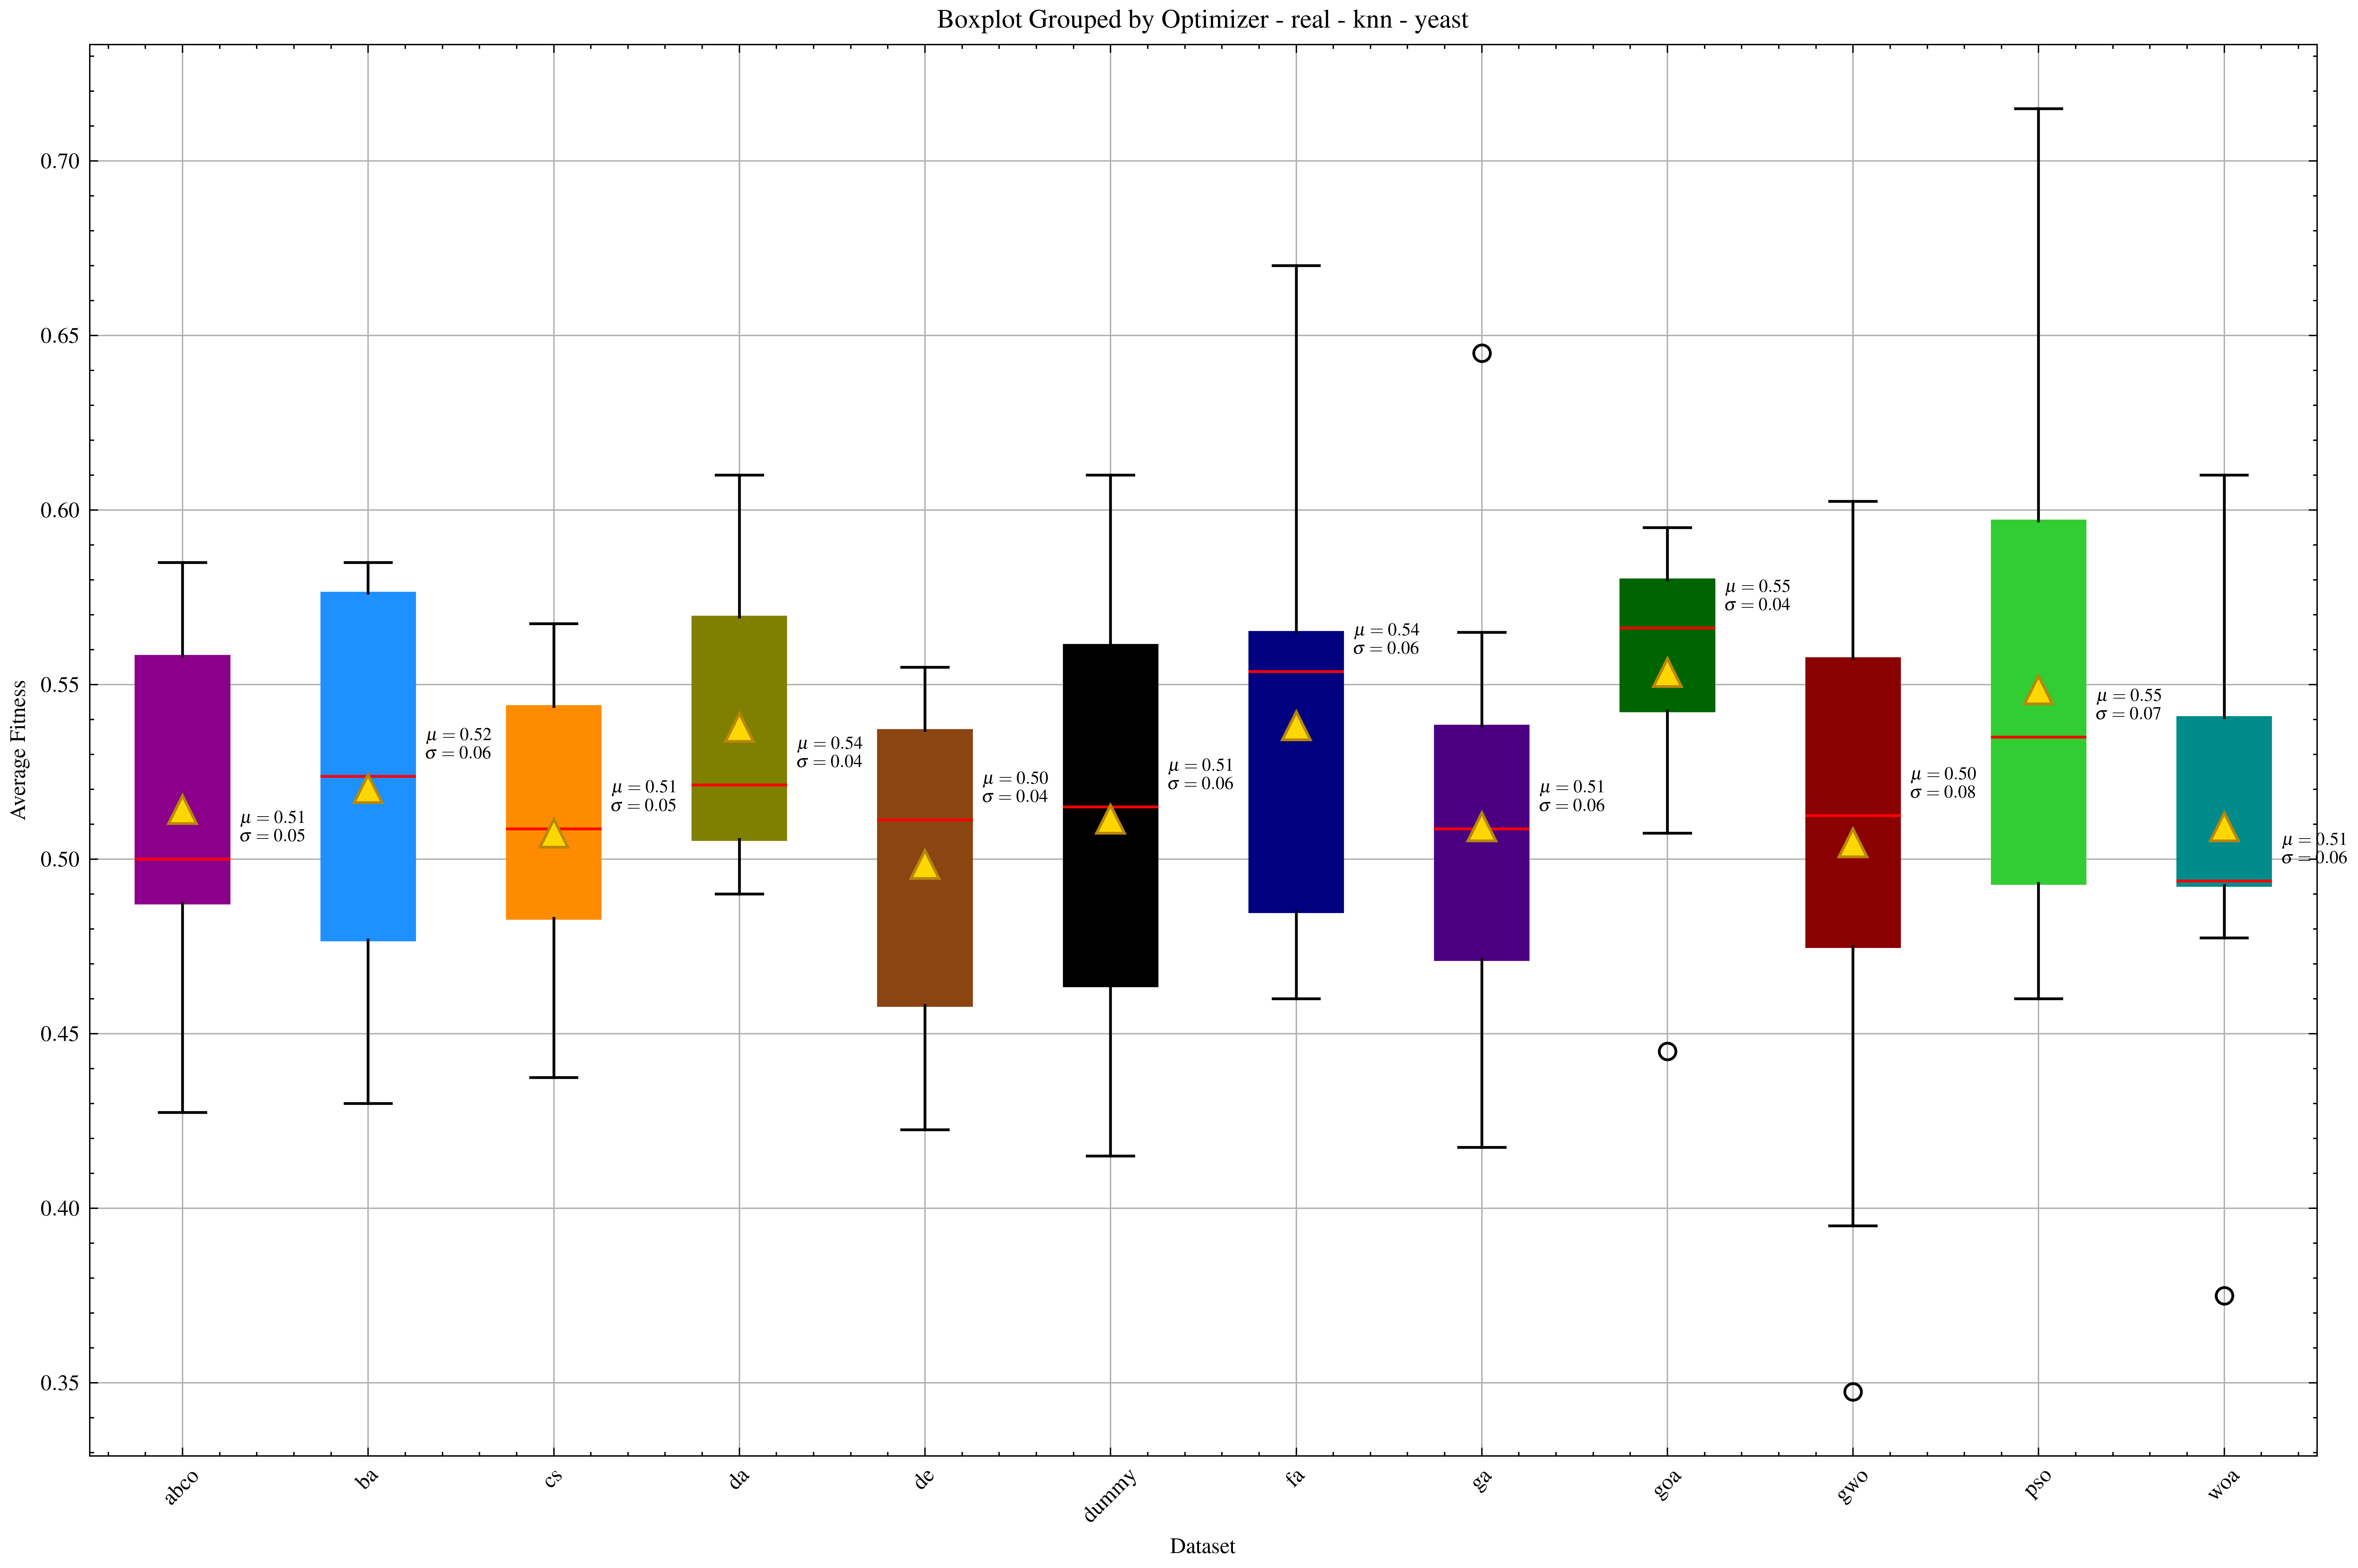 Boxplot Grouped by Optimizer - real - knn - yeast
Average Fitness
0.70
0.65
0.60
0.55
0.50
0.45
0.40
0.35
μ = 0.51
σ = 0.05
μ = 0.52
σ = 0.06
μ = 0.51
σ = 0.05
μ = 0.54
σ = 0.04
μ = 0.50
σ = 0.04
μ = 0.51
σ = 0.06
μ = 0.54
σ = 0.06
μ = 0.51
σ = 0.06
μ = 0.55
σ = 0.04
μ = 0.50
σ = 0.08
μ = 0.55
σ = 0.07
μ = 0.51
σ = 0.06
abco
ba
cs
da
de
dummy
fa
ga
goa
gwo
pso
woa
Dataset